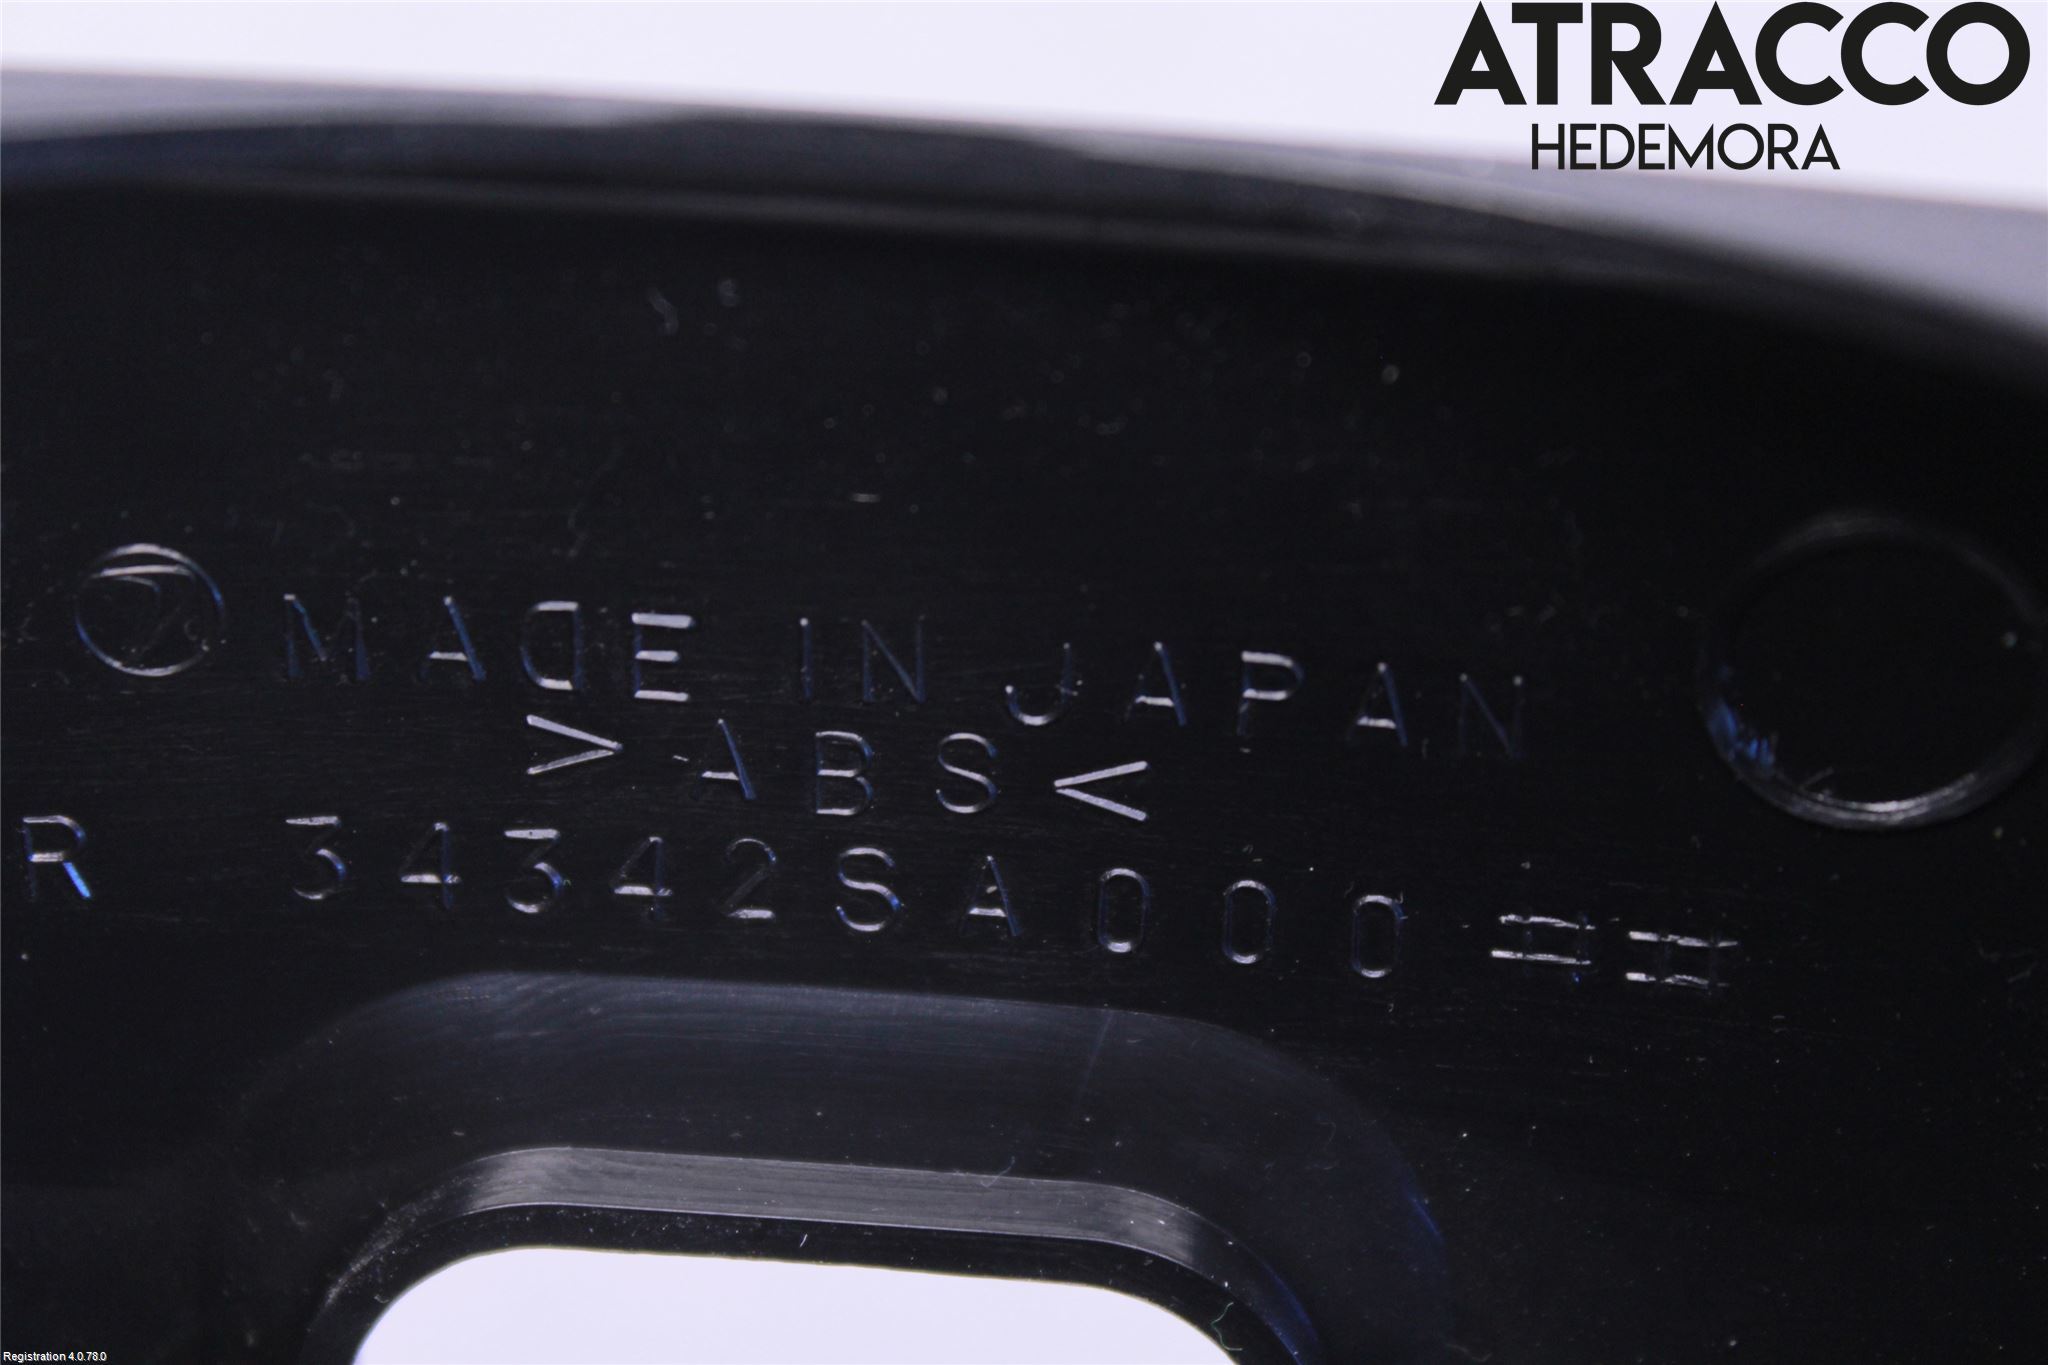 ATRACCO
HEDEMORA
MADE IN JAPAN
>ABS<
R 34342SA000##
Registration 4.0.78.0